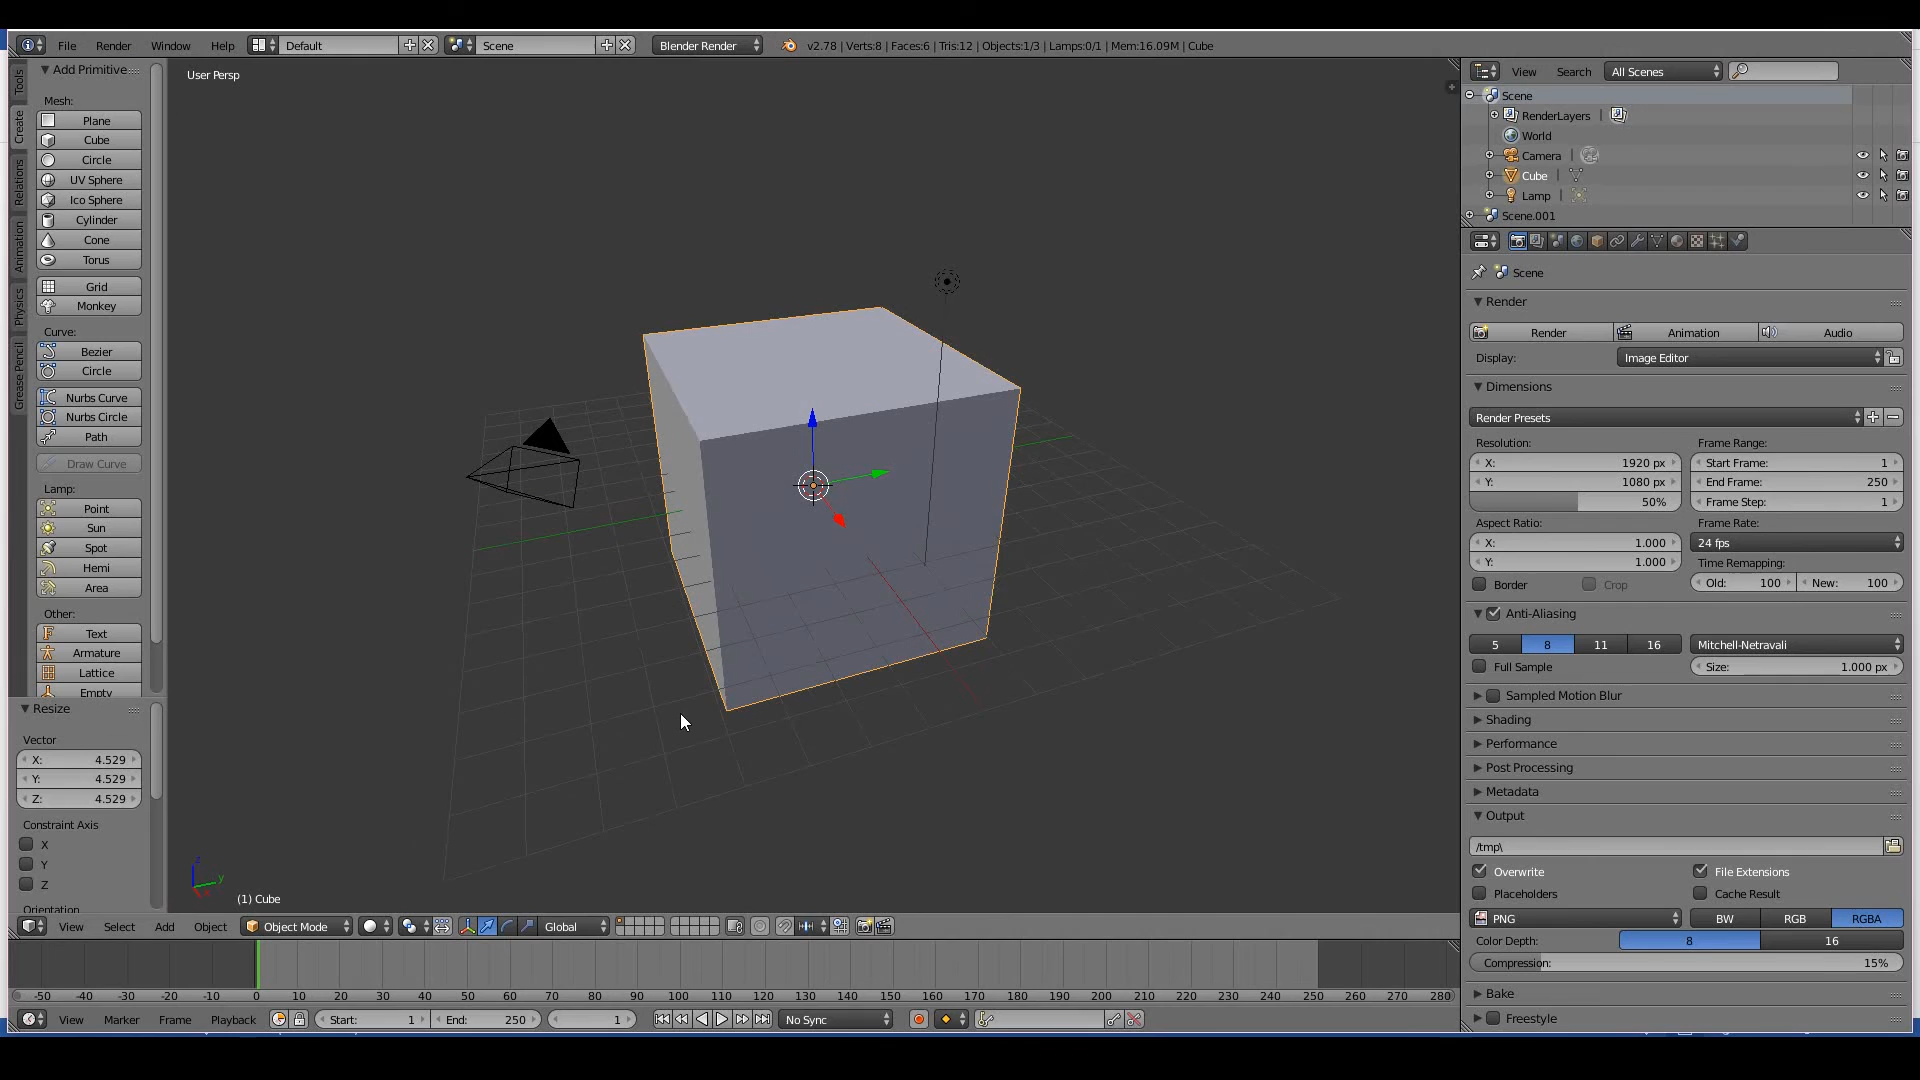 File Render Window Help Default Scene Blender Render v2.78 | Verts:8 | Faces:6 | Tris:12 | Objects:1/3 | Lamps:0/1 | Mem:16.09M | Cube
Tools
Create
Relations
Animation
Physics
Grease Pencil
Add Primitive
Mesh:
Plane
Cube
Circle
UV Sphere
Ico Sphere
Cylinder
Cone
Torus
Grid
Monkey
Curve:
Bezier
Circle
Nurbs Curve
Nurbs Circle
Path
Draw Curve
Lamp:
Point
Sun
Spot
Hemi
Area
Other:
Text
Armature
Lattice
Empty
Resize
Vector
X: 4.529
Y: 4.529
Z: 4.529
Constraint Axis
X
Y
Z
Orientation
User Persp
z
y
(1) Cube
View Select Add Object Object Mode Global
-50 -40 -30 -20 -10 0 10 20 30 40 50 60 70 80 90 100 110 120 130 140 150 160 170 180 190 200 210 220 230 240 250 260 270 280
View Marker Frame Playback Start: 1 End: 250 1 No Sync
View Search All Scenes
Scene
RenderLayers
World
Camera
Cube
Lamp
Scene.001
Scene
Render
Render Animation Audio
Display: Image Editor
Dimensions
Render Presets
Resolution: Frame Range:
X: 1920 px Start Frame: 1
Y: 1080 px End Frame: 250
50% Frame Step: 1
Aspect Ratio: Frame Rate:
X: 1.000 24 fps
Y: 1.000 Time Remapping:
Border Crop Old: 100 New: 100
Anti-Aliasing
5 8 11 16 Mitchell-Netravali
Full Sample Size: 1.000 px
Sampled Motion Blur
Shading
Performance
Post Processing
Metadata
Output
/tmp\
Overwrite File Extensions
Placeholders Cache Result
PNG BW RGB RGBA
Color Depth: 8 16
Compression: 15%
Bake
Freestyle